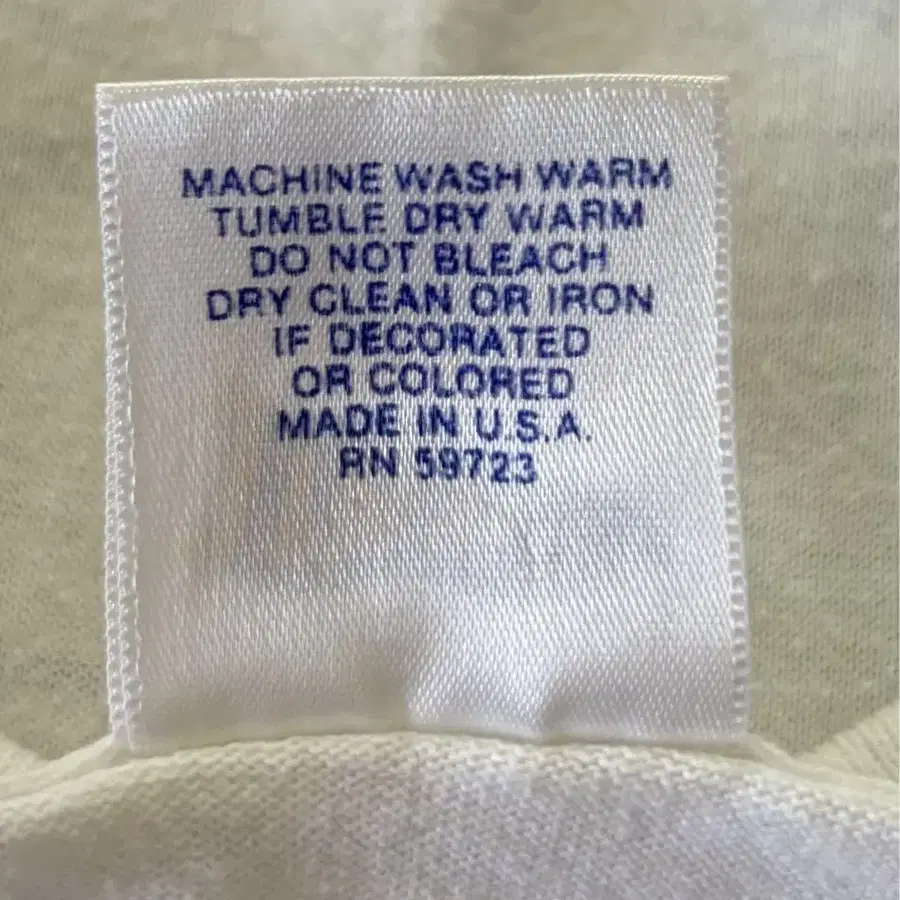 MACHINE WASH WARM
TUMBLE DRY WARM
DO NOT BLEACH
DRY CLEAN OR IRON
IF DECORATED
OR COLORED
MADE IN U.S.A.
RN 59723